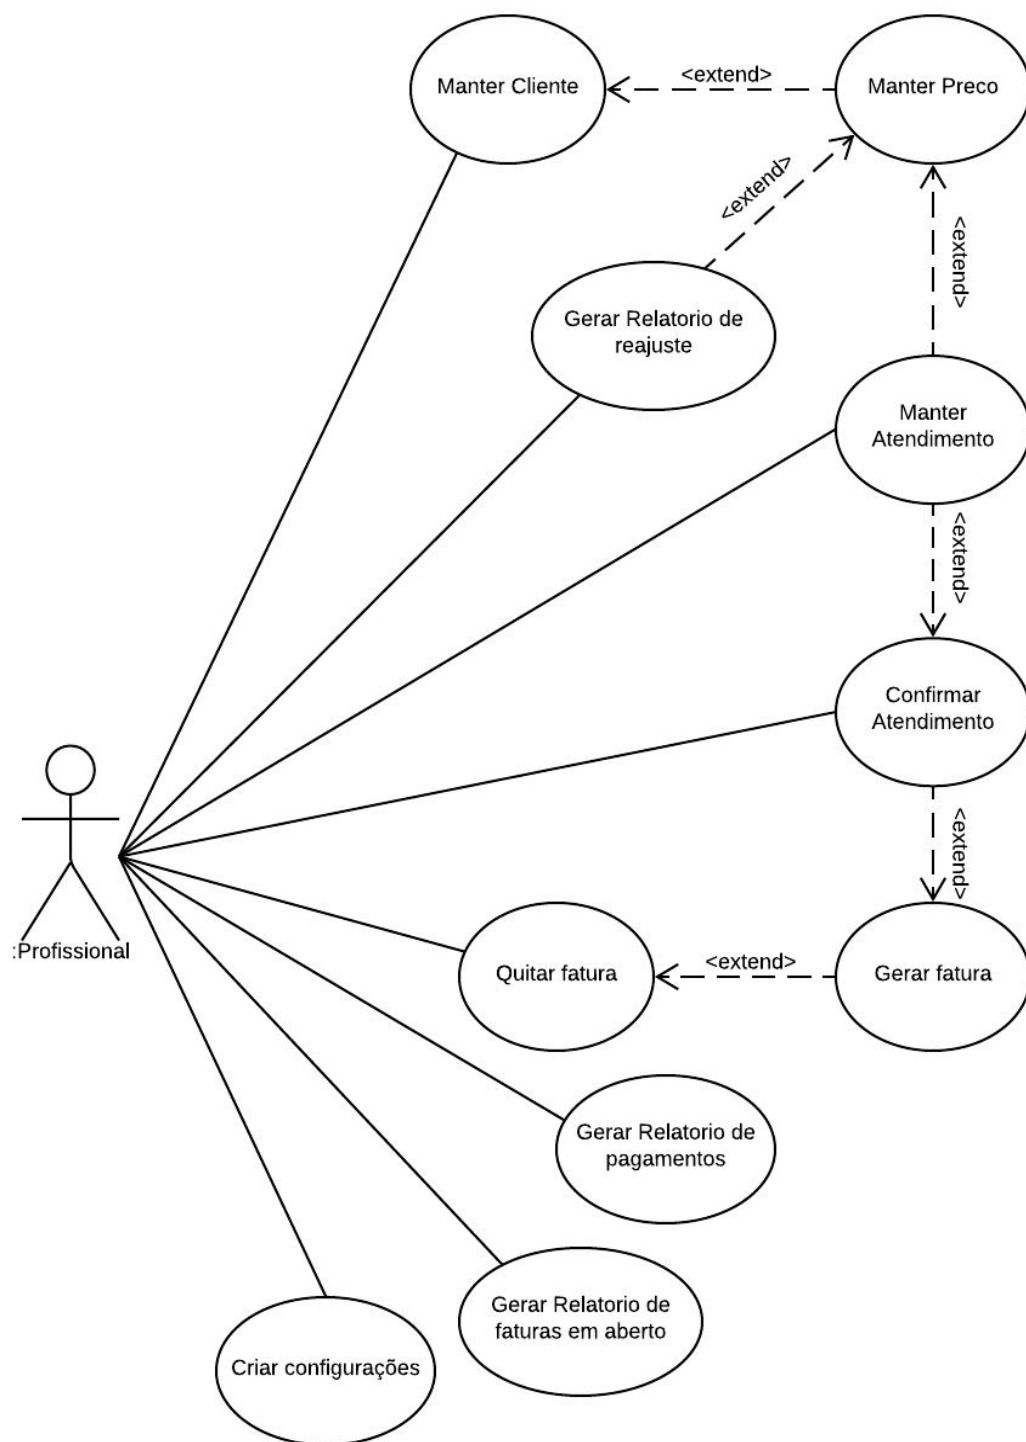 Manter Cliente
<extend>
Manter Preco
<extend>
<extend>
Gerar Relatorio de
reajuste
Manter
Atendimento
<extend>
Confirmar
Atendimento
<extend>
:Profissional
Quitar fatura
<extend>
Gerar fatura
Gerar Relatorio de
pagamentos
Gerar Relatorio de
faturas em aberto
Criar configurações